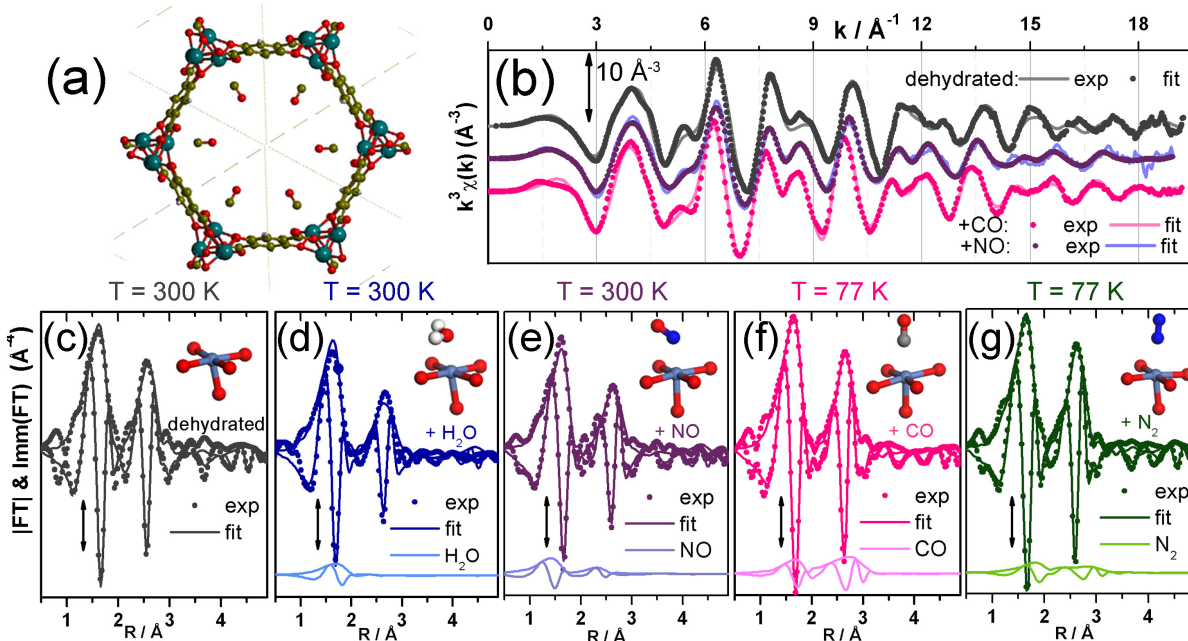 (a)
0 3 6 9 12 15 18
k / Å⁻¹
(b)
10 Å⁻³
dehydrated: exp fit
k³χ(k) (Å⁻³)
+CO: exp fit
+NO: exp fit
T = 300 K
T = 300 K
T = 300 K
T = 77 K
T = 77 K
|FT| & Imm(FT) (Å⁻⁴)
(c)
dehydrated
exp
fit
1 2 3 4
R / Å
(d)
+ H₂O
exp
fit
H₂O
1 2 3 4
R / Å
(e)
+ NO
exp
fit
NO
1 2 3 4
R / Å
(f)
+ CO
exp
fit
CO
1 2 3 4
R / Å
(g)
+ N₂
exp
fit
N₂
1 2 3 4
R / Å